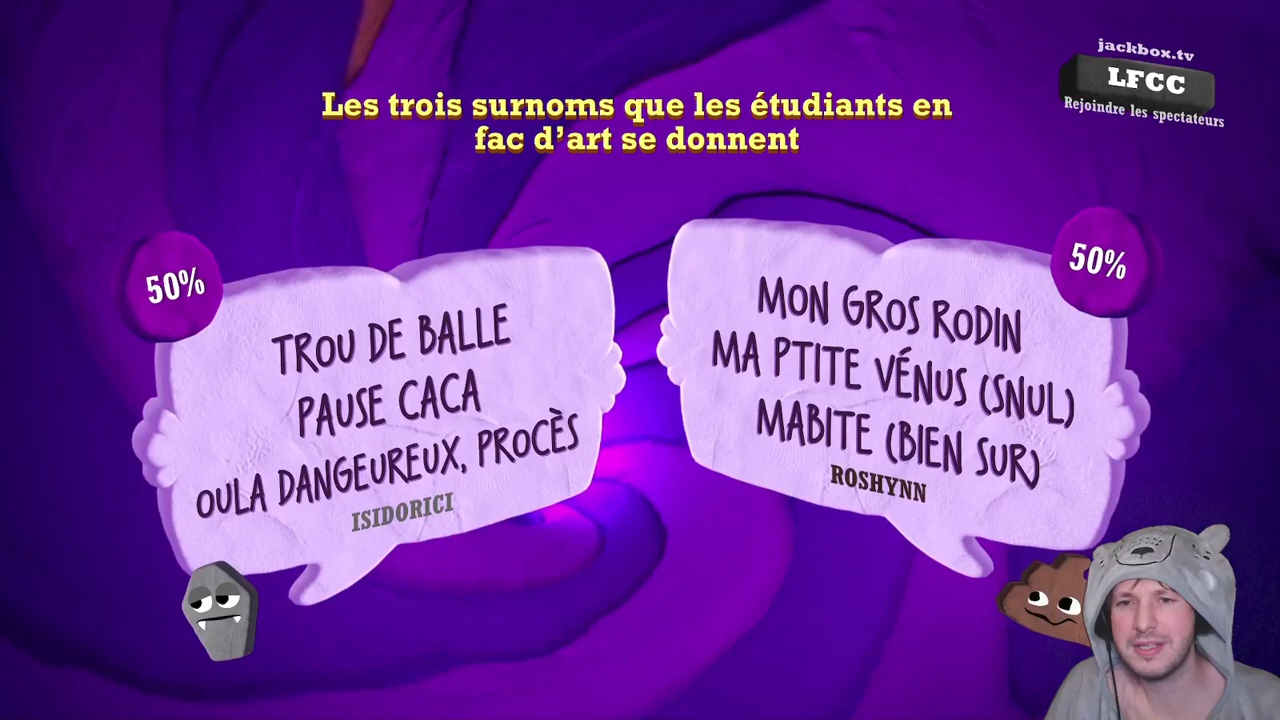 jackbox.tv
LFCC
Rejoindre les spectateurs
Les trois surnoms que les étudiants en
fac d'art se donnent
50%
TROU DE BALLE
PAUSE CACA
OULA DANGEUREUX, PROCÈS
ISIDORICI
50%
MON GROS RODIN
MA PTITE VÉNUS (SNUL)
MABITE (BIEN SUR)
ROSHYNN